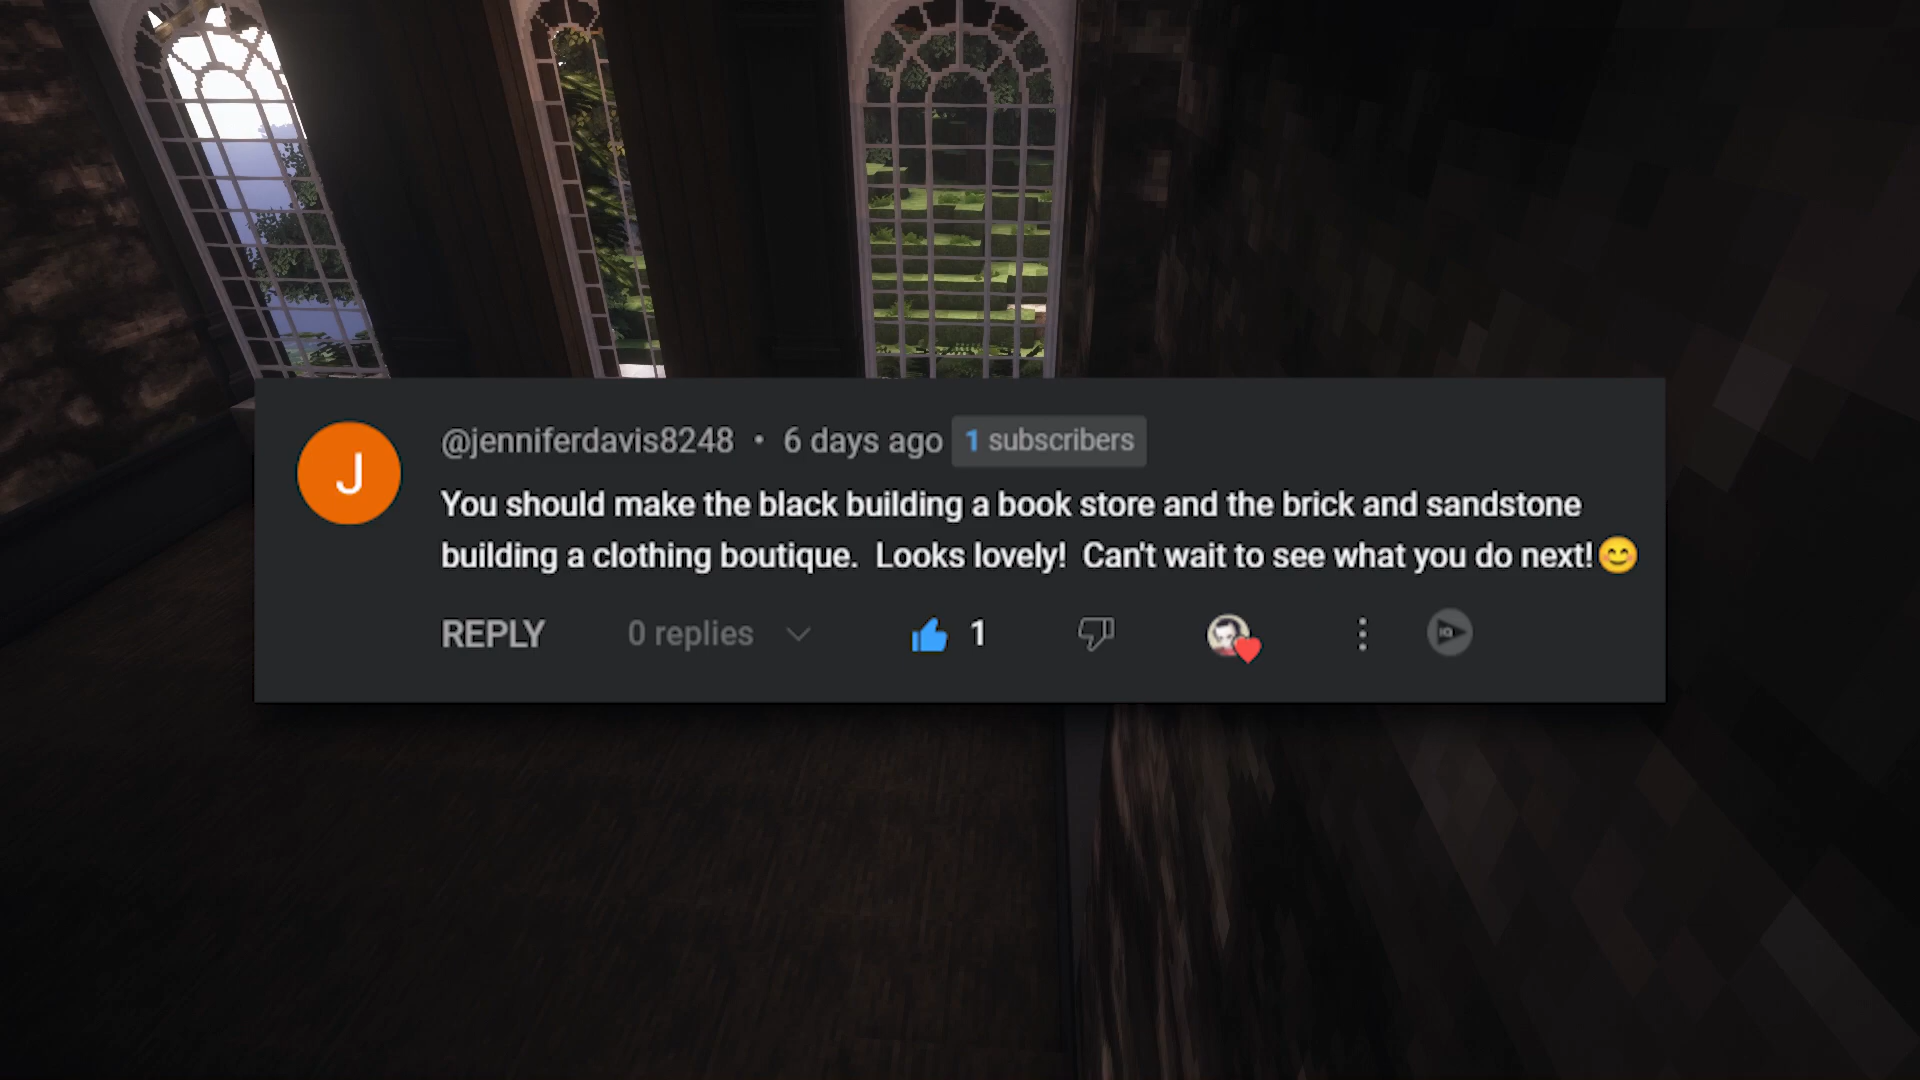 J
@jenniferdavis8248 • 6 days ago 1 subscribers
You should make the black building a book store and the brick and sandstone
building a clothing boutique.  Looks lovely!  Can't wait to see what you do next!😊
REPLY 0 replies 1
IQ